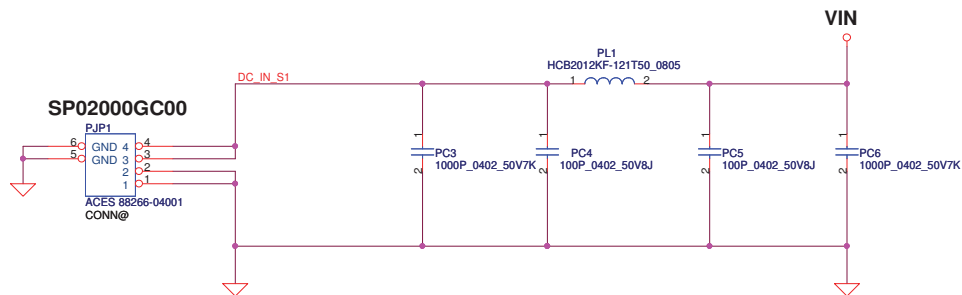 VIN
PL1
HCB2012KF-121T50_0805
DC_IN_S1
1 2
SP02000GC00
PJP1
6 GND 4 4
5 GND 3 3
2 2
1 1
ACES 88266-04001
CONN@
1
PC3
1000P_0402_50V7K
2
1
PC4
100P_0402_50V8J
2
1
PC5
100P_0402_50V8J
2
1
PC6
1000P_0402_50V7K
2